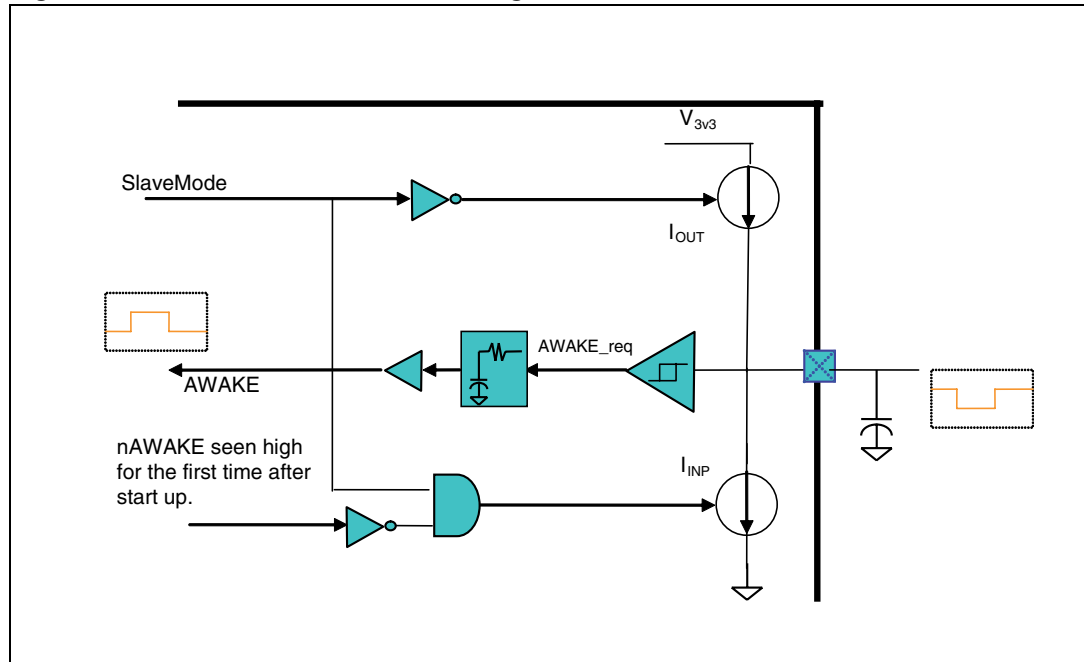 V3v3
SlaveMode
IOUT
AWAKE_req
AWAKE
nAWAKE seen high
for the first time after
start up.
IINP